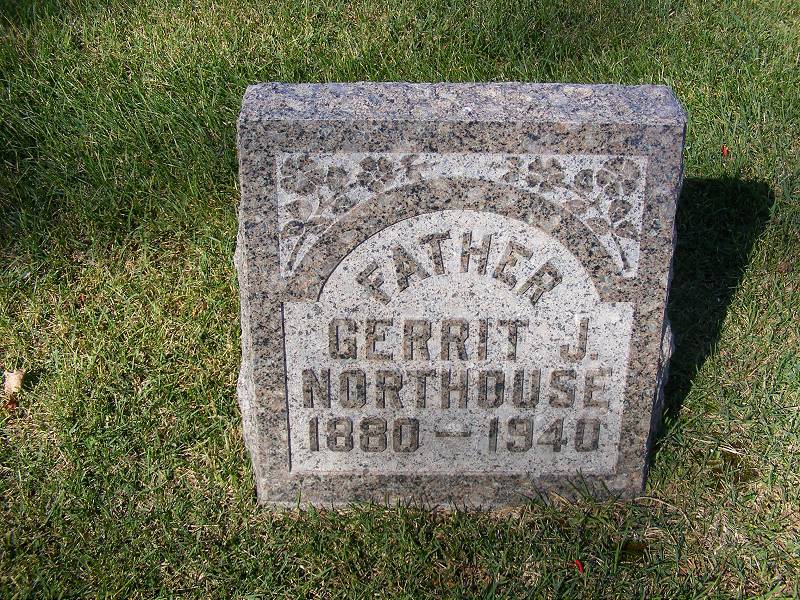 FATHER
GERRIT J.
NORTHOUSE
1880 — 1940